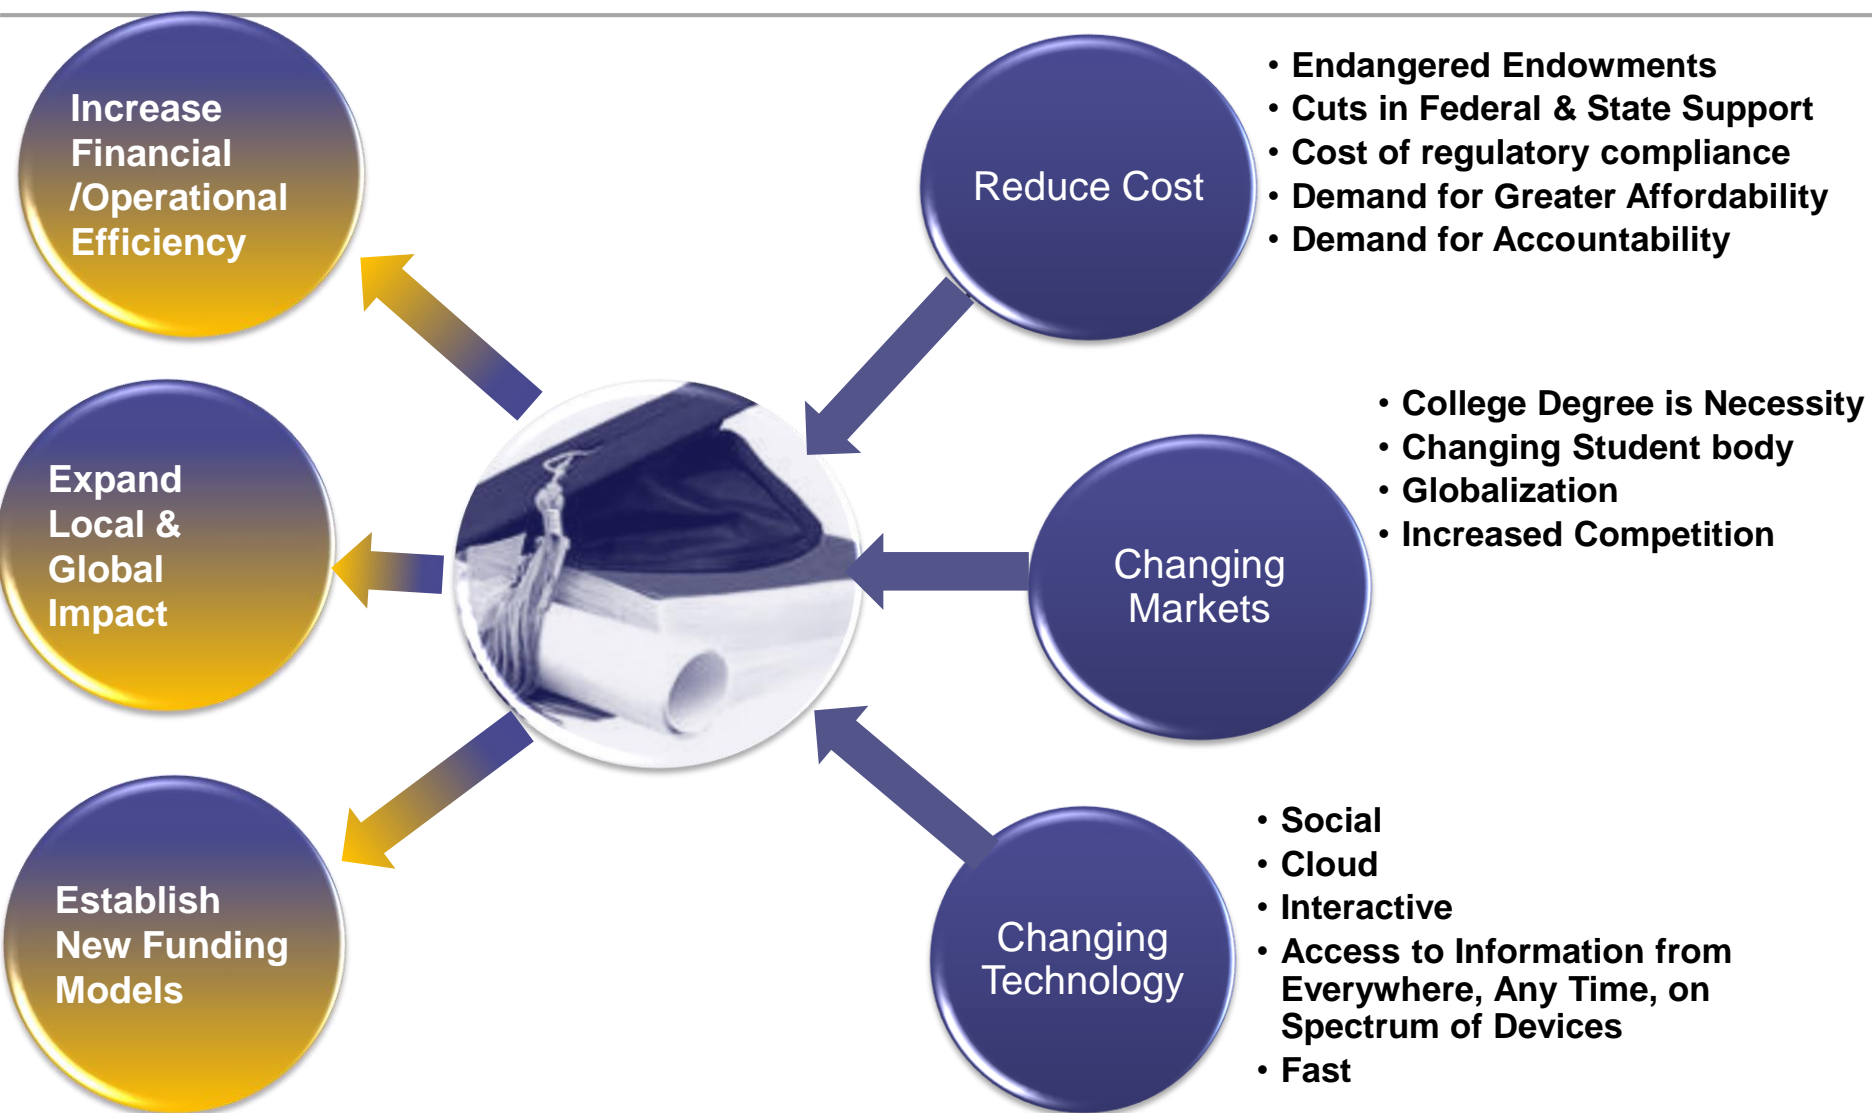 Increase
Financial
/Operational
Efficiency
Expand
Local &
Global
Impact
Establish
New Funding
Models
Reduce Cost
• Endangered Endowments
• Cuts in Federal & State Support
• Cost of regulatory compliance
• Demand for Greater Affordability
• Demand for Accountability
Changing
Markets
• College Degree is Necessity
• Changing Student body
• Globalization
• Increased Competition
Changing
Technology
• Social
• Cloud
• Interactive
• Access to Information from
Everywhere, Any Time, on
Spectrum of Devices
• Fast